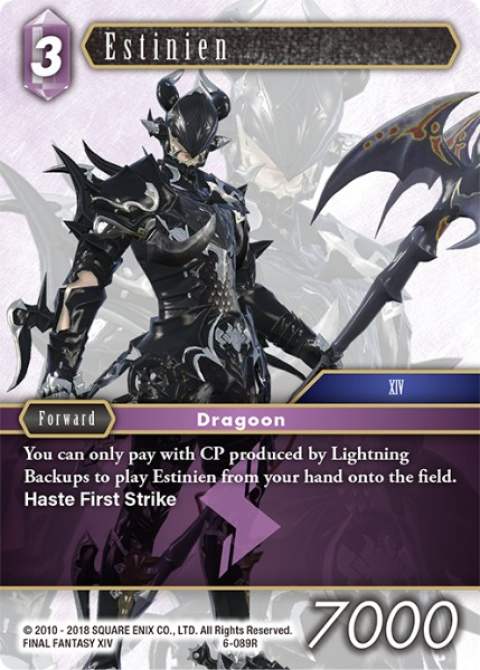 3
Estinien
XIV
Forward
Dragoon
You can only pay with CP produced by Lightning
Backups to play Estinien from your hand onto the field.
Haste First Strike
© 2010 - 2018 SQUARE ENIX CO., LTD. All Rights Reserved.
FINAL FANTASY XIV 6-089R
7000